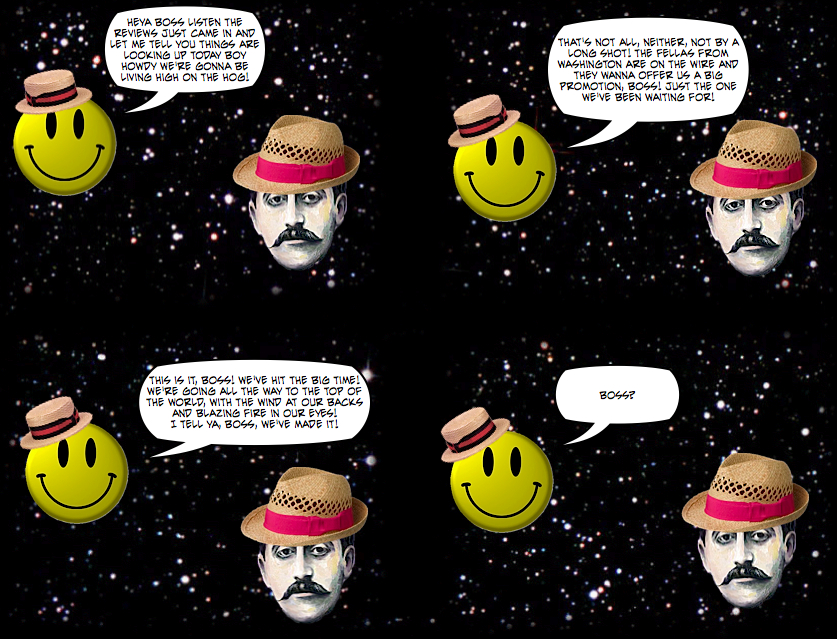 HEYA BOSS LISTEN THE
REVIEWS JUST CAME IN AND
LET ME TELL YOU THINGS ARE
LOOKING UP TODAY BOY
HOWDY WE'RE GONNA BE
LIVING HIGH ON THE HOG!
THAT'S NOT ALL, NEITHER, NOT BY A
LONG SHOT! THE FELLAS FROM
WASHINGTON ARE ON THE WIRE AND
THEY WANNA OFFER US A BIG
PROMOTION, BOSS! JUST THE ONE
WE'VE BEEN WAITING FOR!
THIS IS IT, BOSS! WE'VE HIT THE BIG TIME!
WE'RE GOING ALL THE WAY TO THE TOP OF
THE WORLD, WITH THE WIND AT OUR BACKS
AND BLAZING FIRE IN OUR EYES!
I TELL YA, BOSS, WE'VE MADE IT!
BOSS?